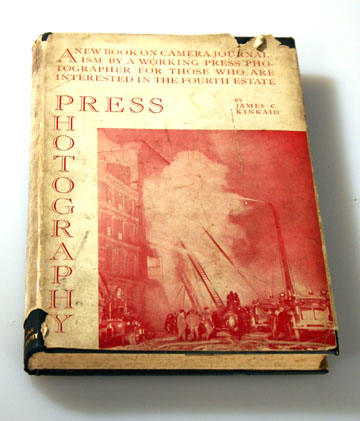 A NEW BOOK ON CAMERA JOURNAL-
ISM BY A WORKING PRESS PHO-
TOGRAPHER FOR THOSE WHO ARE
INTERESTED IN THE FOURTH ESTATE
PRESS
PHOTOGRAPHY
BY
JAMES C.
KINKAID